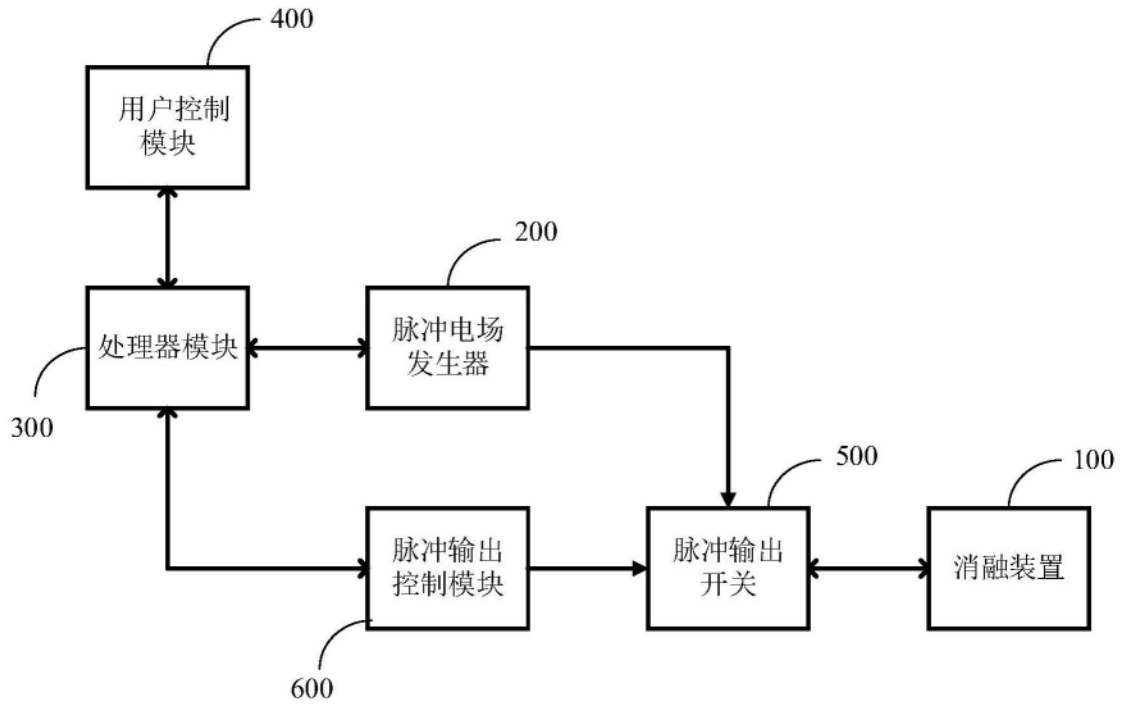 400
用户控制
模块
200
处理器模块
脉冲电场
发生器
300
500
100
脉冲输出
控制模块
脉冲输出
开关
消融装置
600